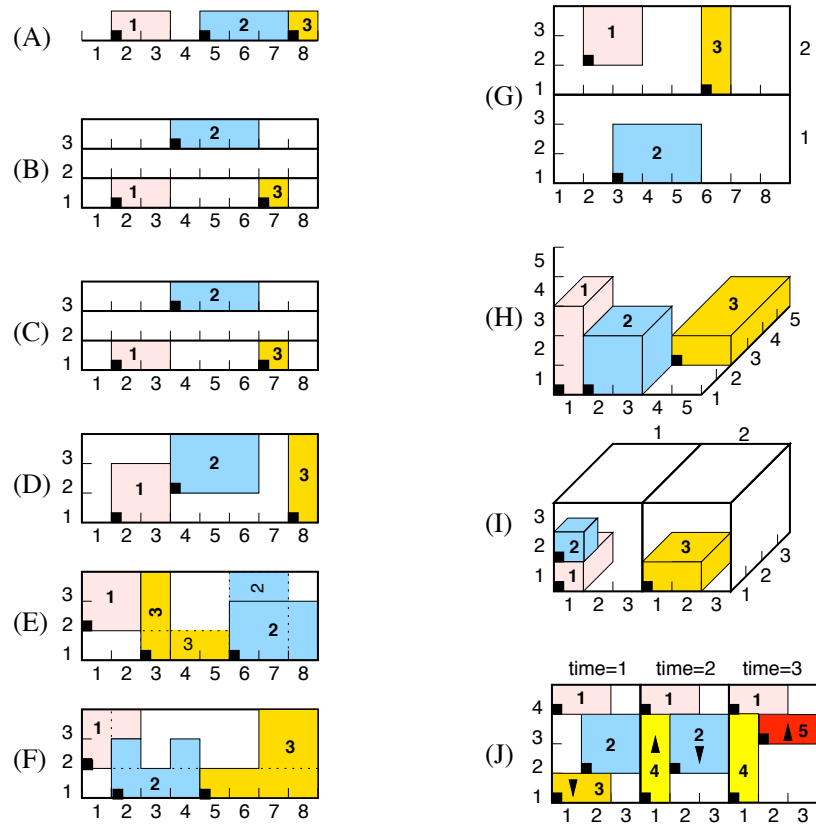 (A)
1 2 3
1 2 3 4 5 6 7 8
(B)
3 2
2
1 1 3
1 2 3 4 5 6 7 8
(C)
3 2
2
1 1 3
1 2 3 4 5 6 7 8
(D)
3 2
2 1 3
1
1 2 3 4 5 6 7 8
(E)
3 1 3 2
2 3 2
1
1 2 3 4 5 6 7 8
(F)
3 1 3
2 2
1
1 2 3 4 5 6 7 8
(G)
3 1 3 2
2
1
3 2 1
2
1
1 2 3 4 5 6 7 8
(H)
5
4 1 3
3 2 5
2 4
1 3
2
1
1 2 3 4 5
(I)
1 2
3
2 2 3 3
1 1 2
1
1 2 3 1 2 3
(J)
time=1 time=2 time=3
4 1 1 1
3 2 2 5
2 4 4
1 3
1 2 3 1 2 3 1 2 3